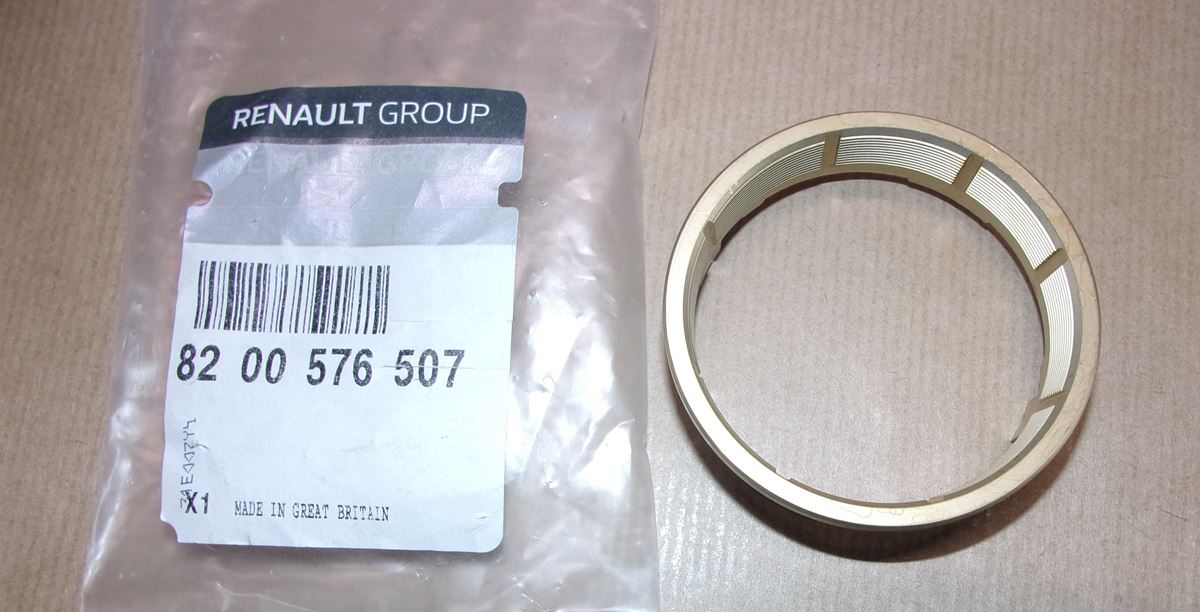 RENAULT GROUP
82 00 576 507
X1 MADE IN GREAT BRITAIN